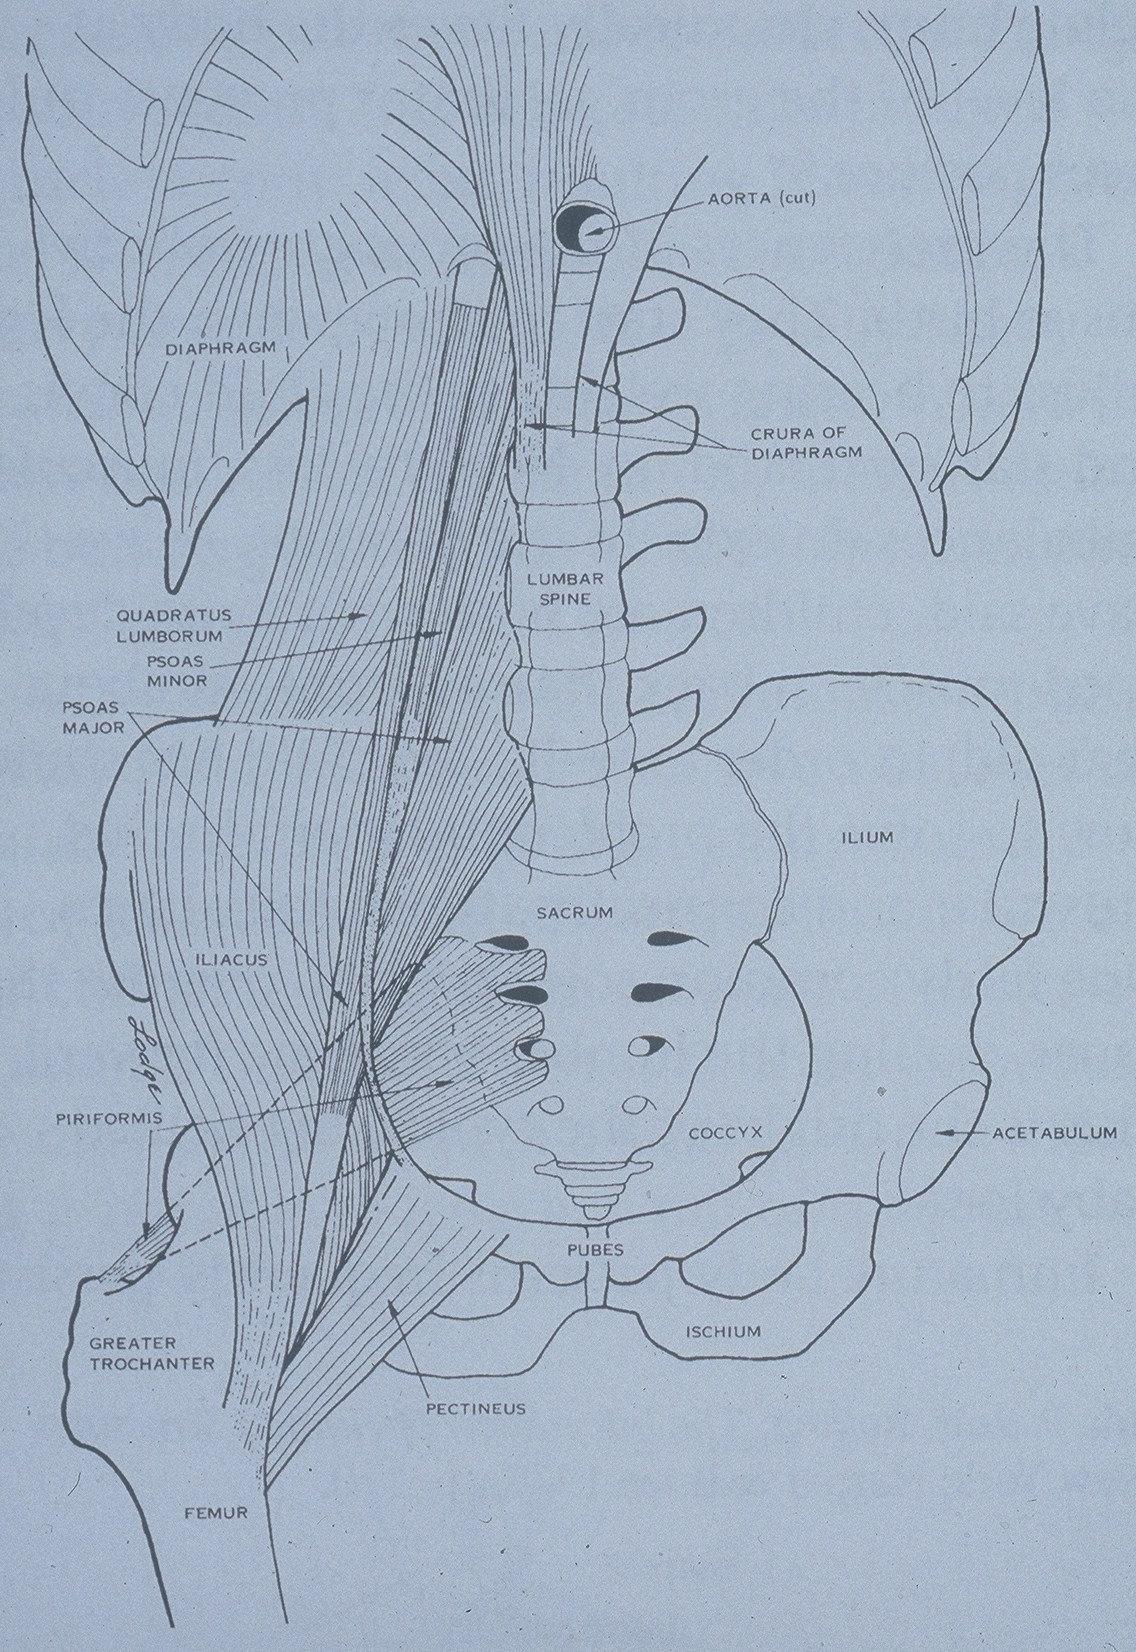 AORTA (cut)
DIAPHRAGM
CRURA OF
DIAPHRAGM
LUMBAR
SPINE
QUADRATUS
LUMBORUM
PSOAS
MINOR
PSOAS
MAJOR
ILIUM
SACRUM
ILIACUS
Lodge
PIRIFORMIS
COCCYX
ACETABULUM
PUBES
ISCHIUM
GREATER
TROCHANTER
PECTINEUS
FEMUR